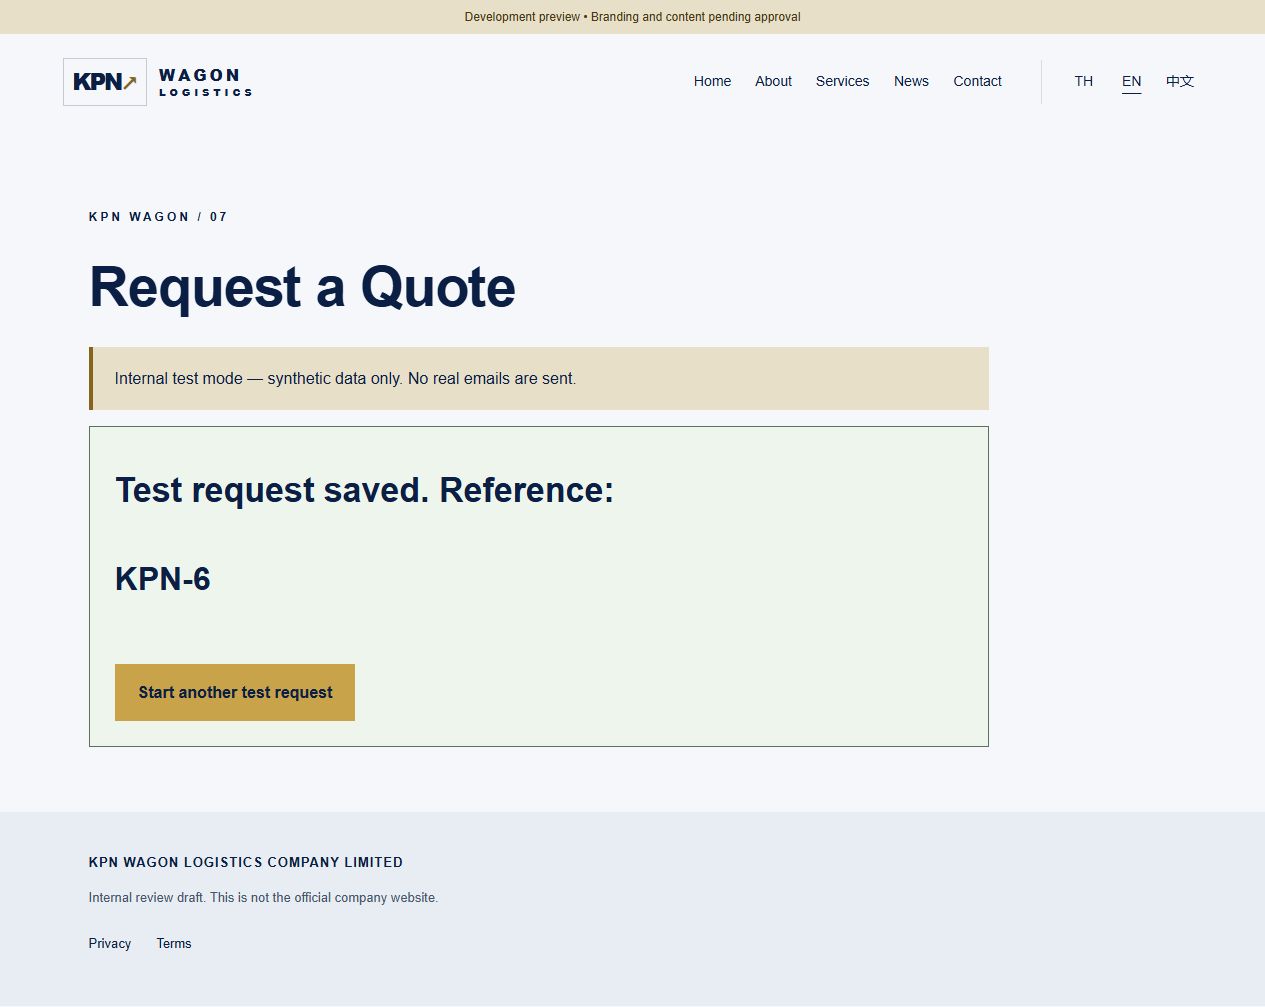 Development preview • Branding and content pending approval
KPN↗ WAGON
LOGISTICS
Home About Services News Contact TH EN 中文
KPN WAGON / 07
Request a Quote
Internal test mode — synthetic data only. No real emails are sent.
Test request saved. Reference:
KPN-6
Start another test request
KPN WAGON LOGISTICS COMPANY LIMITED
Internal review draft. This is not the official company website.
Privacy Terms